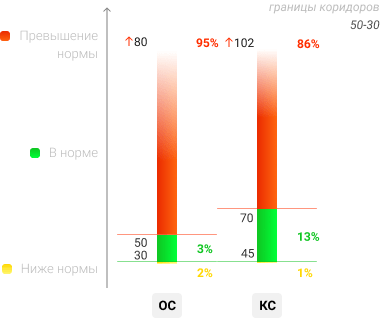 границы коридоров
50-30
Превышение
нормы
↑80
95%
↑102
86%
В норме
70
50
30
3%
13%
45
Ниже нормы
2%
1%
ОС
КС